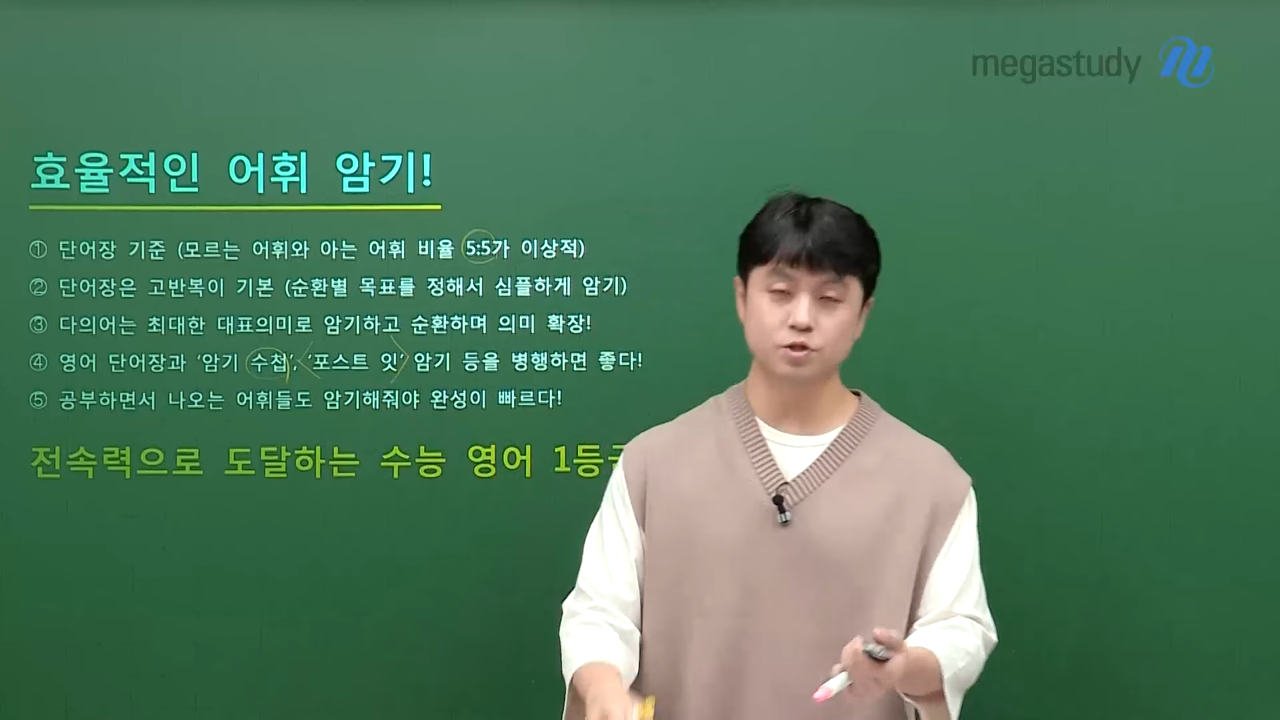 megastudy
효율적인 어휘 암기!
① 단어장 기준 (모르는 어휘와 아는 어휘 비율 5:5가 이상적)
② 단어장은 고반복이 기본 (순환별 목표를 정해서 심플하게 암기)
③ 다의어는 최대한 대표의미로 암기하고 순환하며 의미 확장!
④ 영어 단어장과 '암기 수첩', '포스트 잇' 암기 등을 병행하면 좋다!
⑤ 공부하면서 나오는 어휘들도 암기해줘야 완성이 빠르다!
전속력으로 도달하는 수능 영어